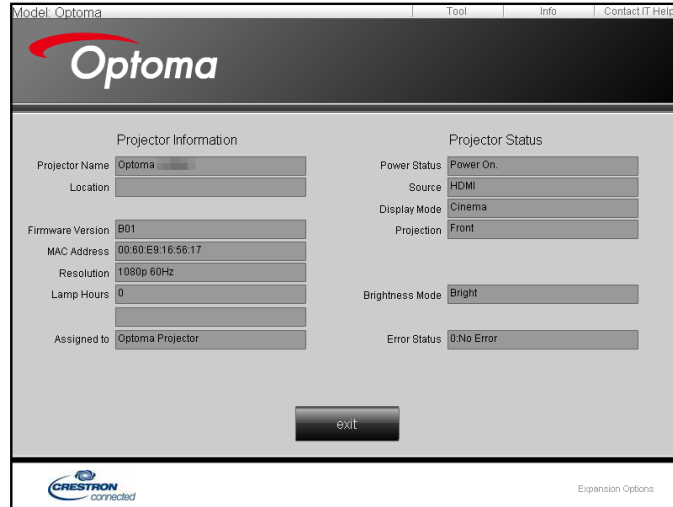 Model: Optoma
Tool
Info
Contact IT Help
Optoma
Projector Information
Projector Name Optoma
Location
Firmware Version B01
MAC Address 00:60:E9:16:56:17
Resolution 1080p 60Hz
Lamp Hours 0
Assigned to Optoma Projector
Projector Status
Power Status Power On.
Source HDMI
Display Mode Cinema
Projection Front
Brightness Mode Bright
Error Status 0:No Error
exit
CRESTRON
connected
Expansion Options